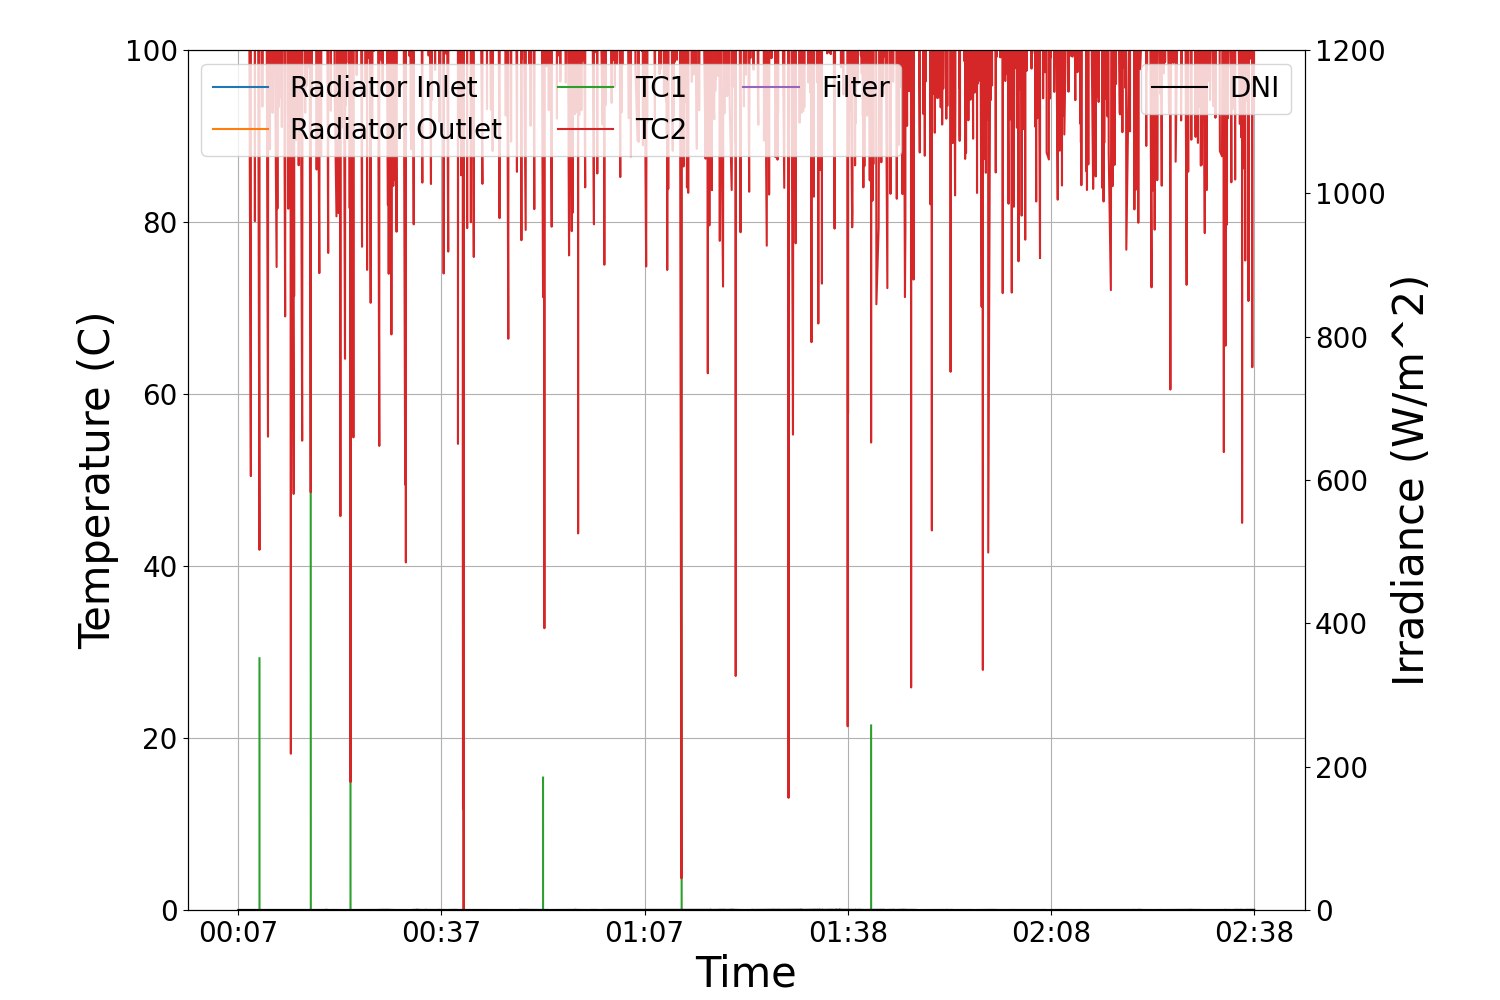 100
80
60
40
20
0
Temperature (C)
Radiator Inlet
Radiator Outlet
TC1
TC2
Filter
DNI
1200
1000
800
600
400
200
0
Irradiance (W/m^2)
00:07 00:37 01:07 01:38 02:08 02:38
Time